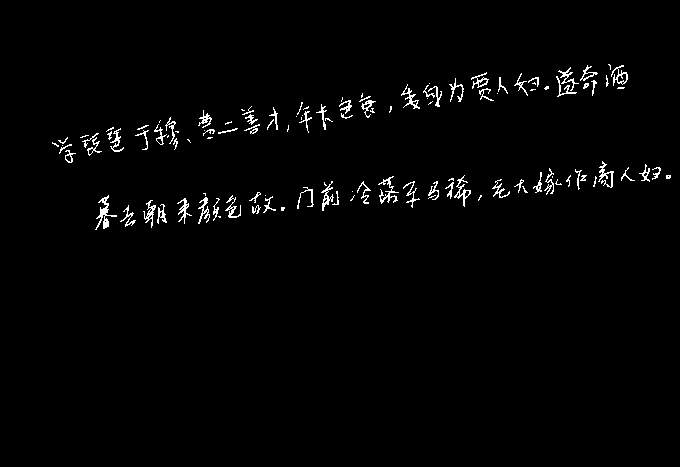 学琵琶于穆、曹二善才,年长色衰,委身为贾人妇。溢奇酒
暮去朝来颜色故。门前冷落车马稀,老大嫁作商人妇。